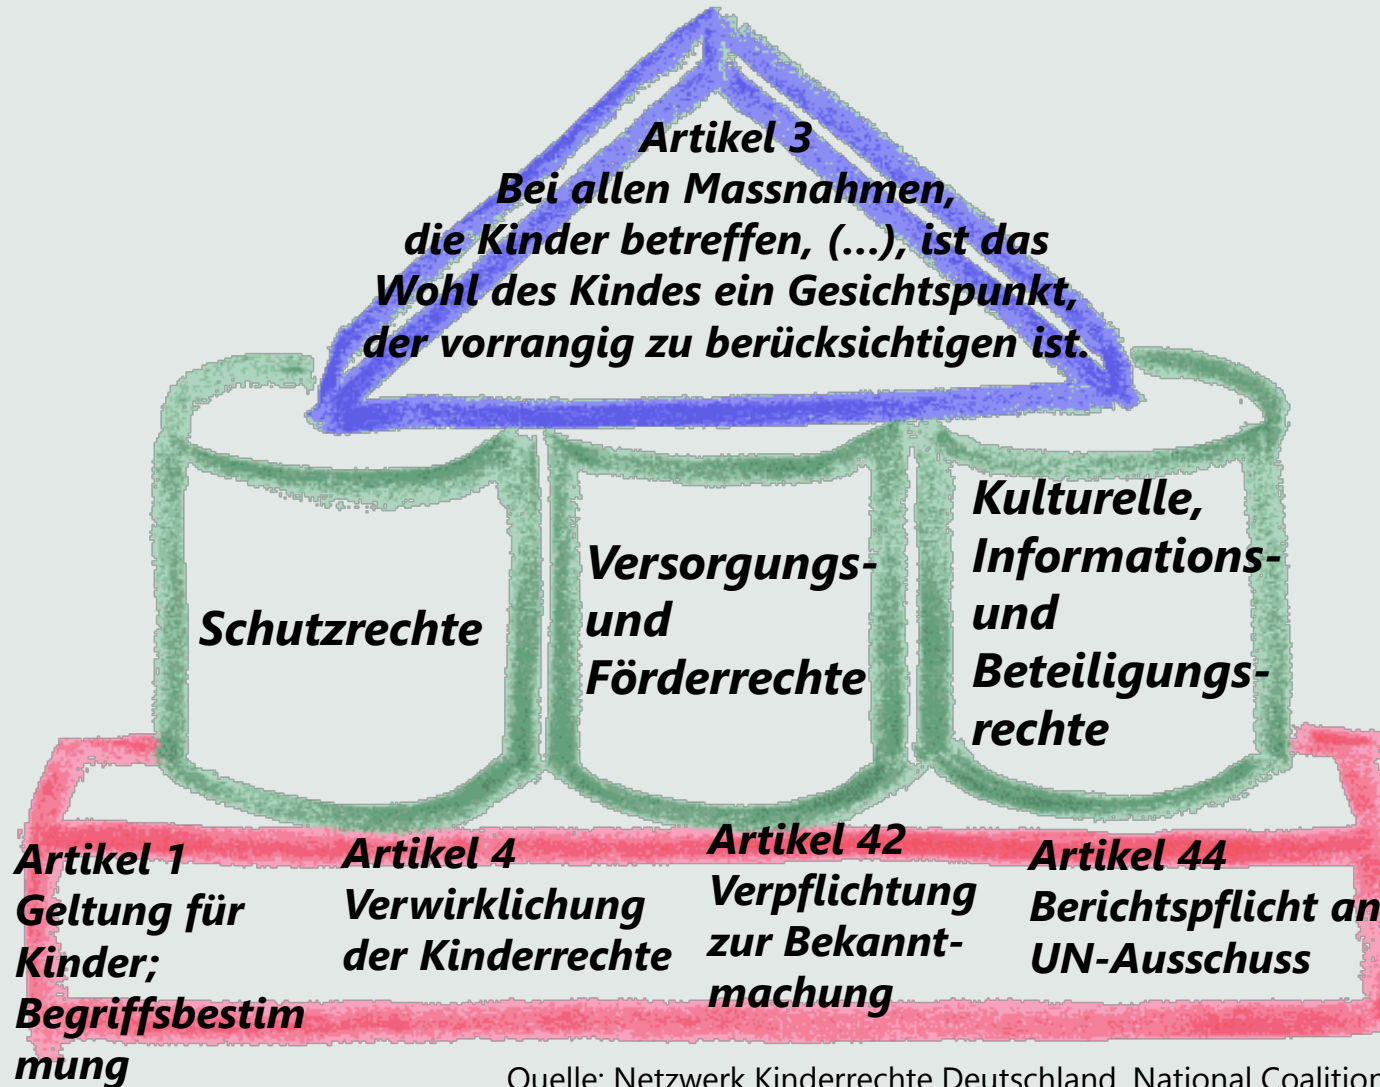 Artikel 3
Bei allen Massnahmen,
die Kinder betreffen, (...), ist das
Wohl des Kindes ein Gesichtspunkt,
der vorrangig zu berücksichtigen ist.
Schutzrechte
Versorgungs-
und
Förderrechte
Kulturelle,
Informations-
und
Beteiligungs-
rechte
Artikel 1
Geltung für
Kinder;
Begriffsbestim
mung
Artikel 4
Verwirklichung
der Kinderrechte
Artikel 42
Verpflichtung
zur Bekannt-
machung
Artikel 44
Berichtspflicht an
UN-Ausschuss
Quelle: Netzwerk Kinderrechte Deutschland, National Coalition